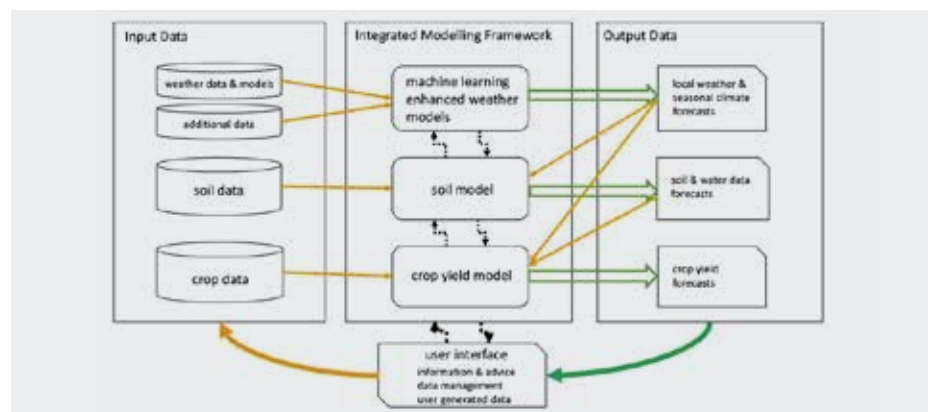 Input Data
Integrated Modelling Framework
Output Data
weather data & models
additional data
soil data
crop data
machine learning
enhanced weather
models
soil model
crop yield model
local weather &
seasonal climate
forecasts
soil & water data
forecasts
crop yield
forecasts
user interface
information & advice
data management
user generated data